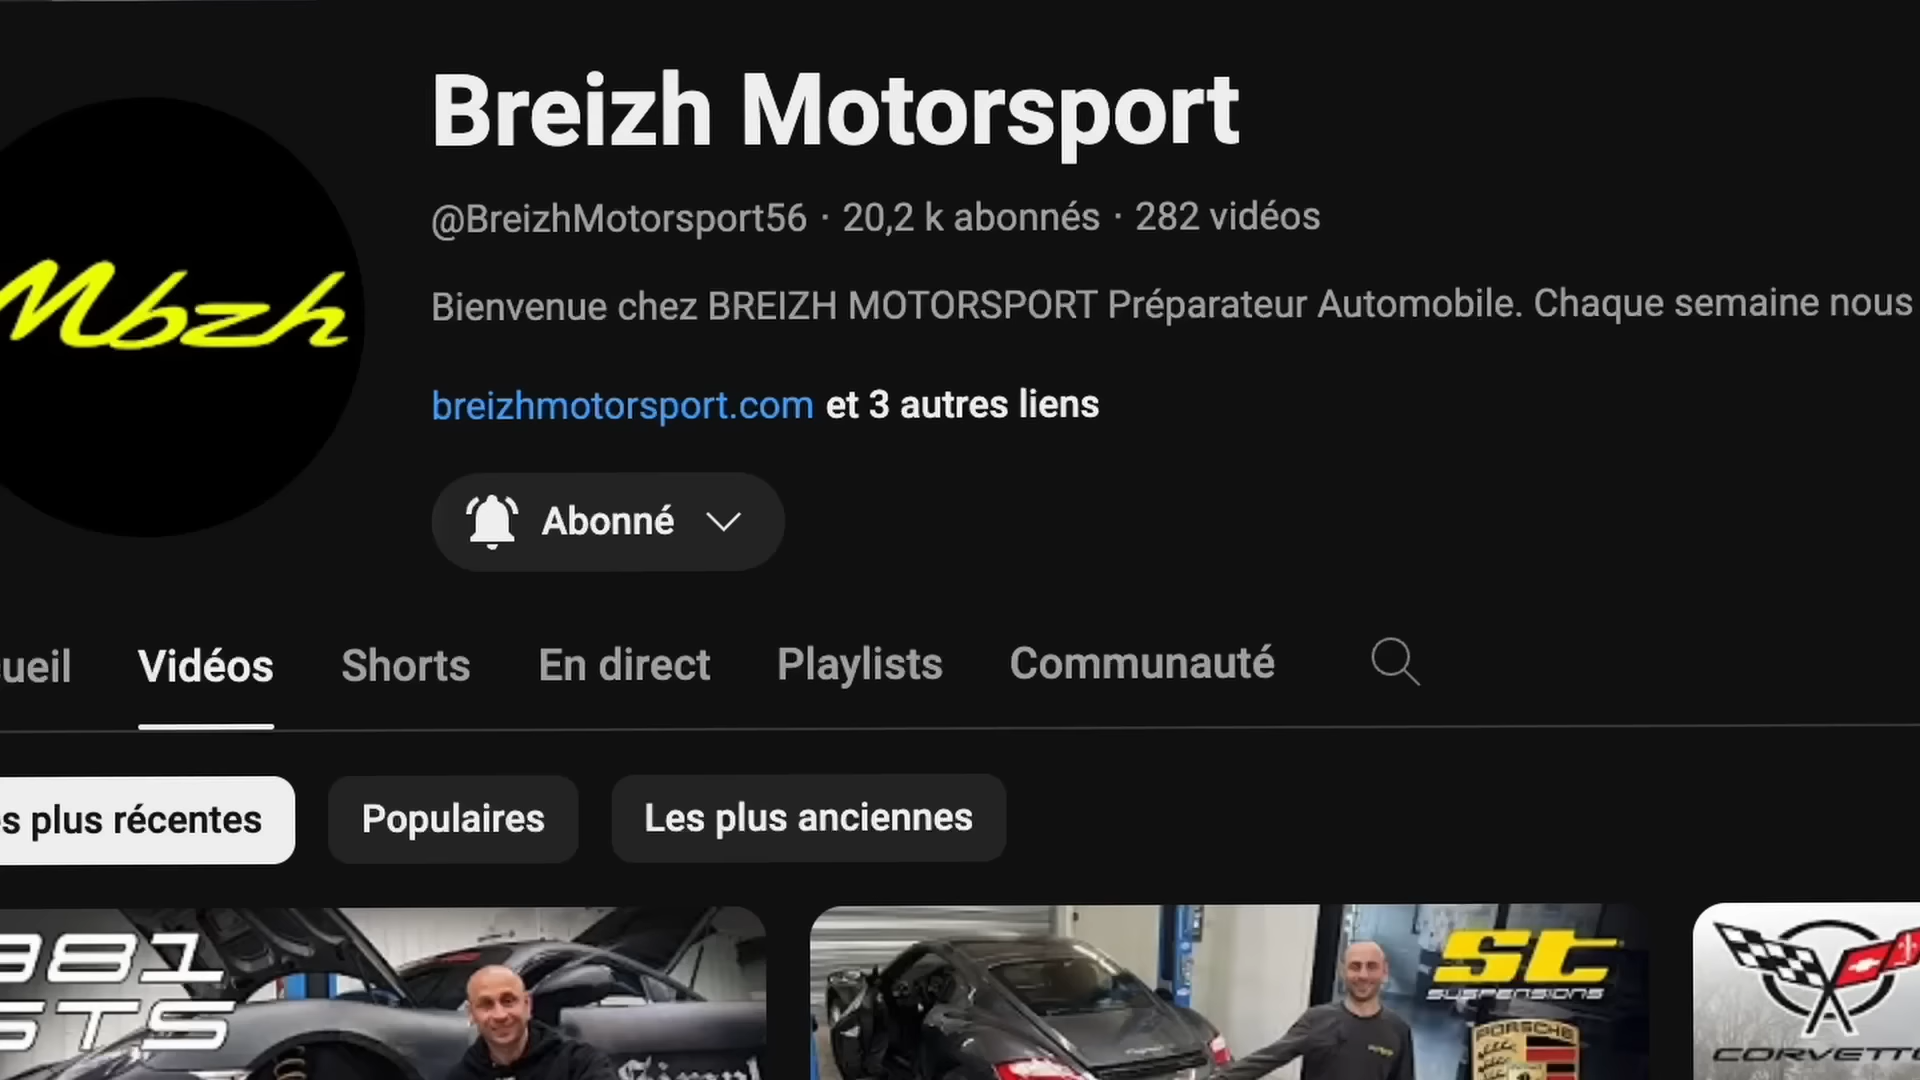 Breizh Motorsport
@BreizhMotorsport56 · 20,2 k abonnés · 282 vidéos
Mbzh
Bienvenue chez BREIZH MOTORSPORT Préparateur Automobile. Chaque semaine nous
breizhmotorsport.com et 3 autres liens
Abonné
ueil Vidéos Shorts En direct Playlists Communauté
s plus récentes Populaires Les plus anciennes
981
GTS
st
SUSPENSIONS
PORSCHE
CORVETTE